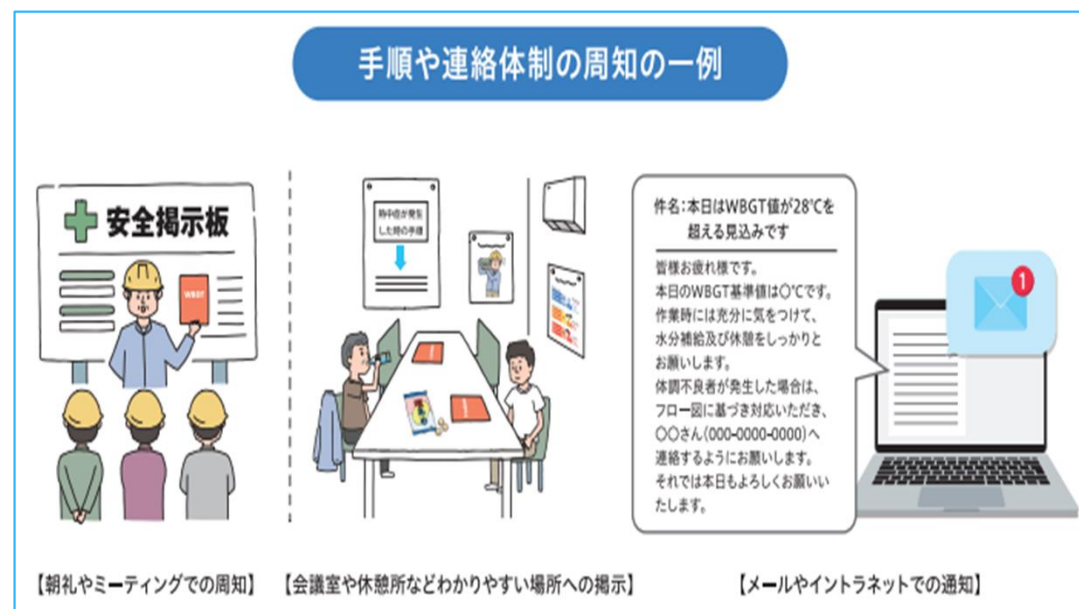 手順や連絡体制の周知の一例
安全掲示板
WBGT
熱中症が発生
した時の手順
件名:本日はWBGT値が28℃を
超える見込みです
皆様お疲れ様です。
本日のWBGT基準値は〇℃です。
作業時には充分に気をつけて、
水分補給及び休憩をしっかりと
お願いします。
体調不良者が発生した場合は、
フロー図に基づき対応いただき、
〇〇さん(000-0000-0000)へ
連絡するようにお願いします。
それでは本日もよろしくお願いい
たします。
1
【朝礼やミーティングでの周知】
【会議室や休憩所などわかりやすい場所への掲示】
【メールやイントラネットでの通知】